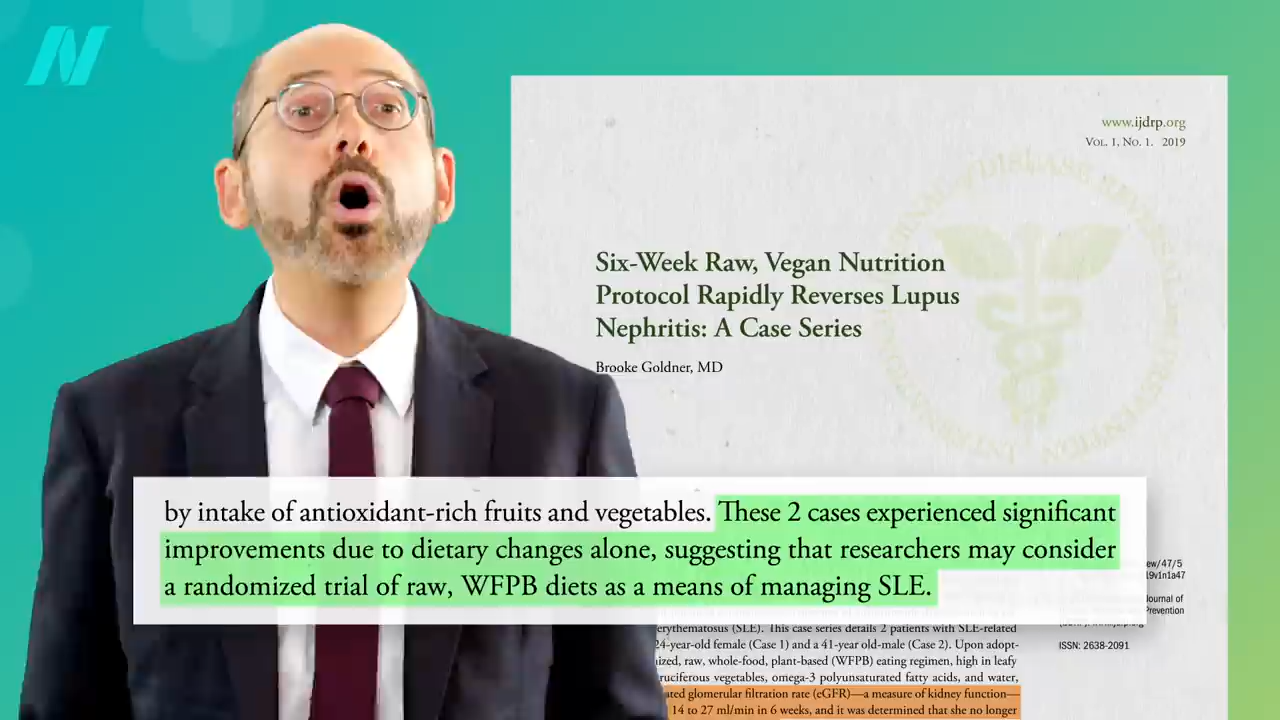 www.ijdrp.org
Vol. 1, No. 1. 2019
Six-Week Raw, Vegan Nutrition
Protocol Rapidly Reverses Lupus
Nephritis: A Case Series
Brooke Goldner, MD
by intake of antioxidant-rich fruits and vegetables. These 2 cases experienced significant
improvements due to dietary changes alone, suggesting that researchers may consider
a randomized trial of raw, WFPB diets as a means of managing SLE.
(SLE). This case series details 2 patients with SLE-related
24-year-old female (Case 1) and a 41-year old-male (Case 2). Upon adopt-
raw, whole-food, plant-based (WFPB) eating regimen, high in leafy
vegetables, omega-3 polyunsaturated fatty acids, and water,
glomerular filtration rate (eGFR)—a measure of kidney function—
14 to 27 ml/min in 6 weeks, and it was determined that she no longer
Journal of
Prevention
ISSN: 2638-2091